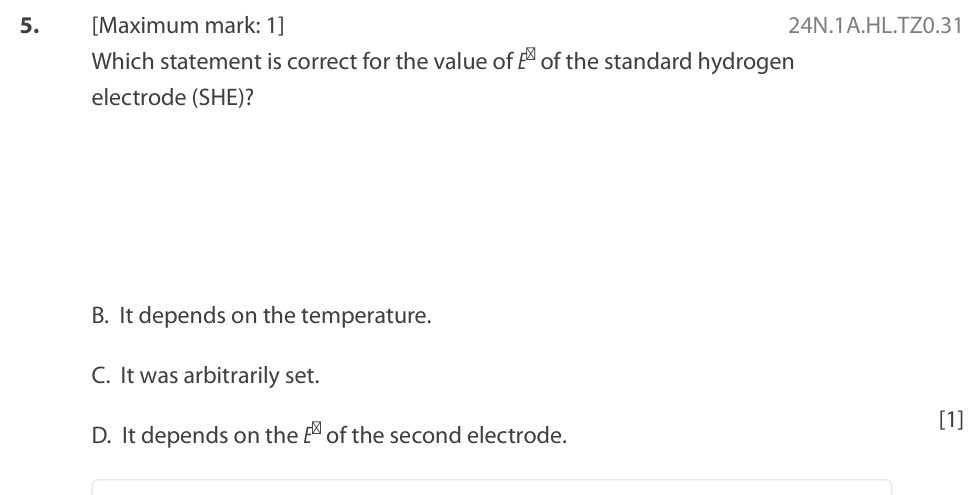 5. [Maximum mark: 1] 24N.1A.HL.TZ0.31
Which statement is correct for the value of E☒ of the standard hydrogen
electrode (SHE)?
B. It depends on the temperature.
C. It was arbitrarily set.
[1]
D. It depends on the E☒ of the second electrode.